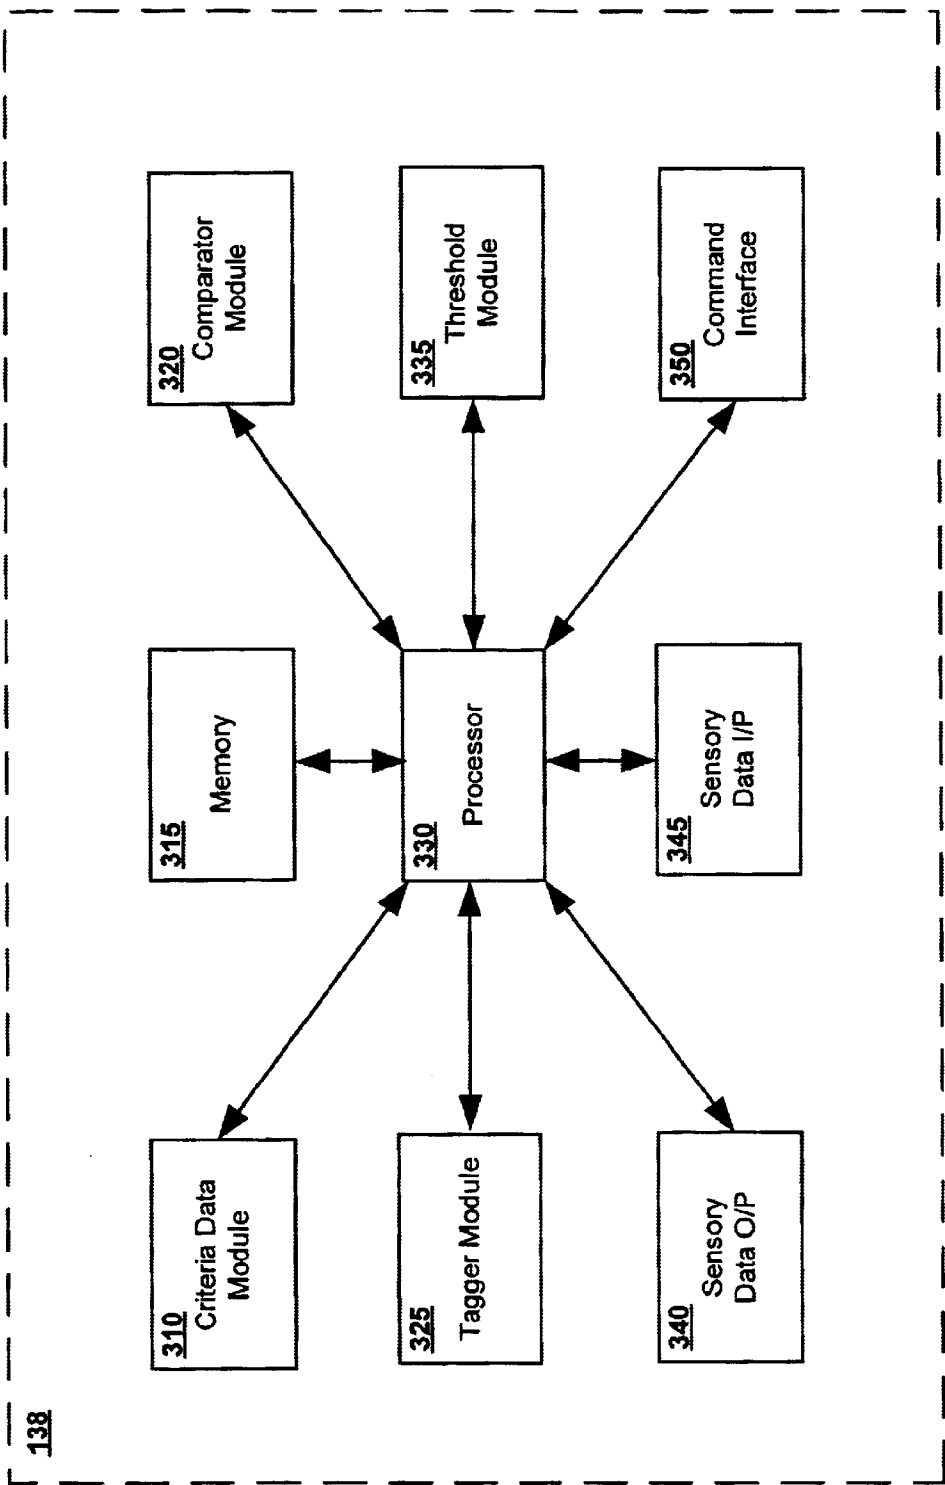 138
310
Criteria Data
Module
315
Memory
320
Comparator
Module
325
Tagger Module
330
Processor
335
Threshold
Module
340
Sensory
Data O/P
345
Sensory
Data I/P
350
Command
Interface